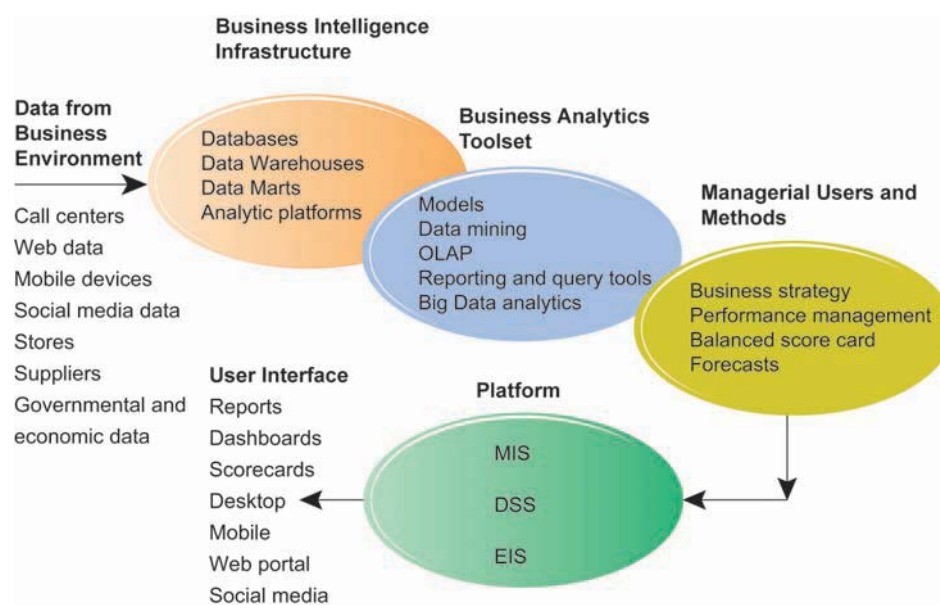 Business Intelligence
Infrastructure
Data from
Business
Environment
Databases
Data Warehouses
Data Marts
Analytic platforms
Call centers
Web data
Mobile devices
Social media data
Stores
Suppliers
Governmental and
economic data
Business Analytics
Toolset
Models
Data mining
OLAP
Reporting and query tools
Big Data analytics
Managerial Users and
Methods
Business strategy
Performance management
Balanced score card
Forecasts
Platform
MIS
DSS
EIS
User Interface
Reports
Dashboards
Scorecards
Desktop
Mobile
Web portal
Social media